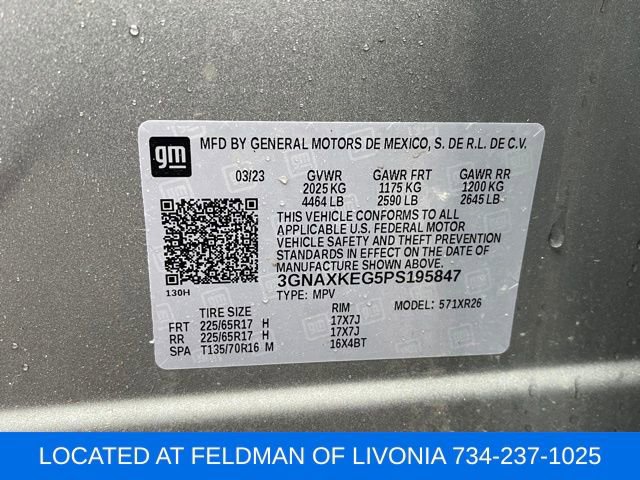 gm
MFD BY GENERAL MOTORS DE MEXICO, S. DE R.L. DE C.V.
03/23 GVWR GAWR FRT GAWR RR
2025 KG 1175 KG 1200 KG
4464 LB 2590 LB 2645 LB
THIS VEHICLE CONFORMS TO ALL
APPLICABLE U.S. FEDERAL MOTOR
VEHICLE SAFETY AND THEFT PREVENTION
STANDARDS IN EFFECT ON THE DATE OF
MANUFACTURE SHOWN ABOVE.
3GNAXKEG5PS195847
130H
TYPE: MPV MODEL: 571XR26
TIRE SIZE RIM
FRT 225/65R17 H 17X7J
RR 225/65R17 H 17X7J
SPA T135/70R16 M 16X4BT
LOCATED AT FELDMAN OF LIVONIA 734-237-1025